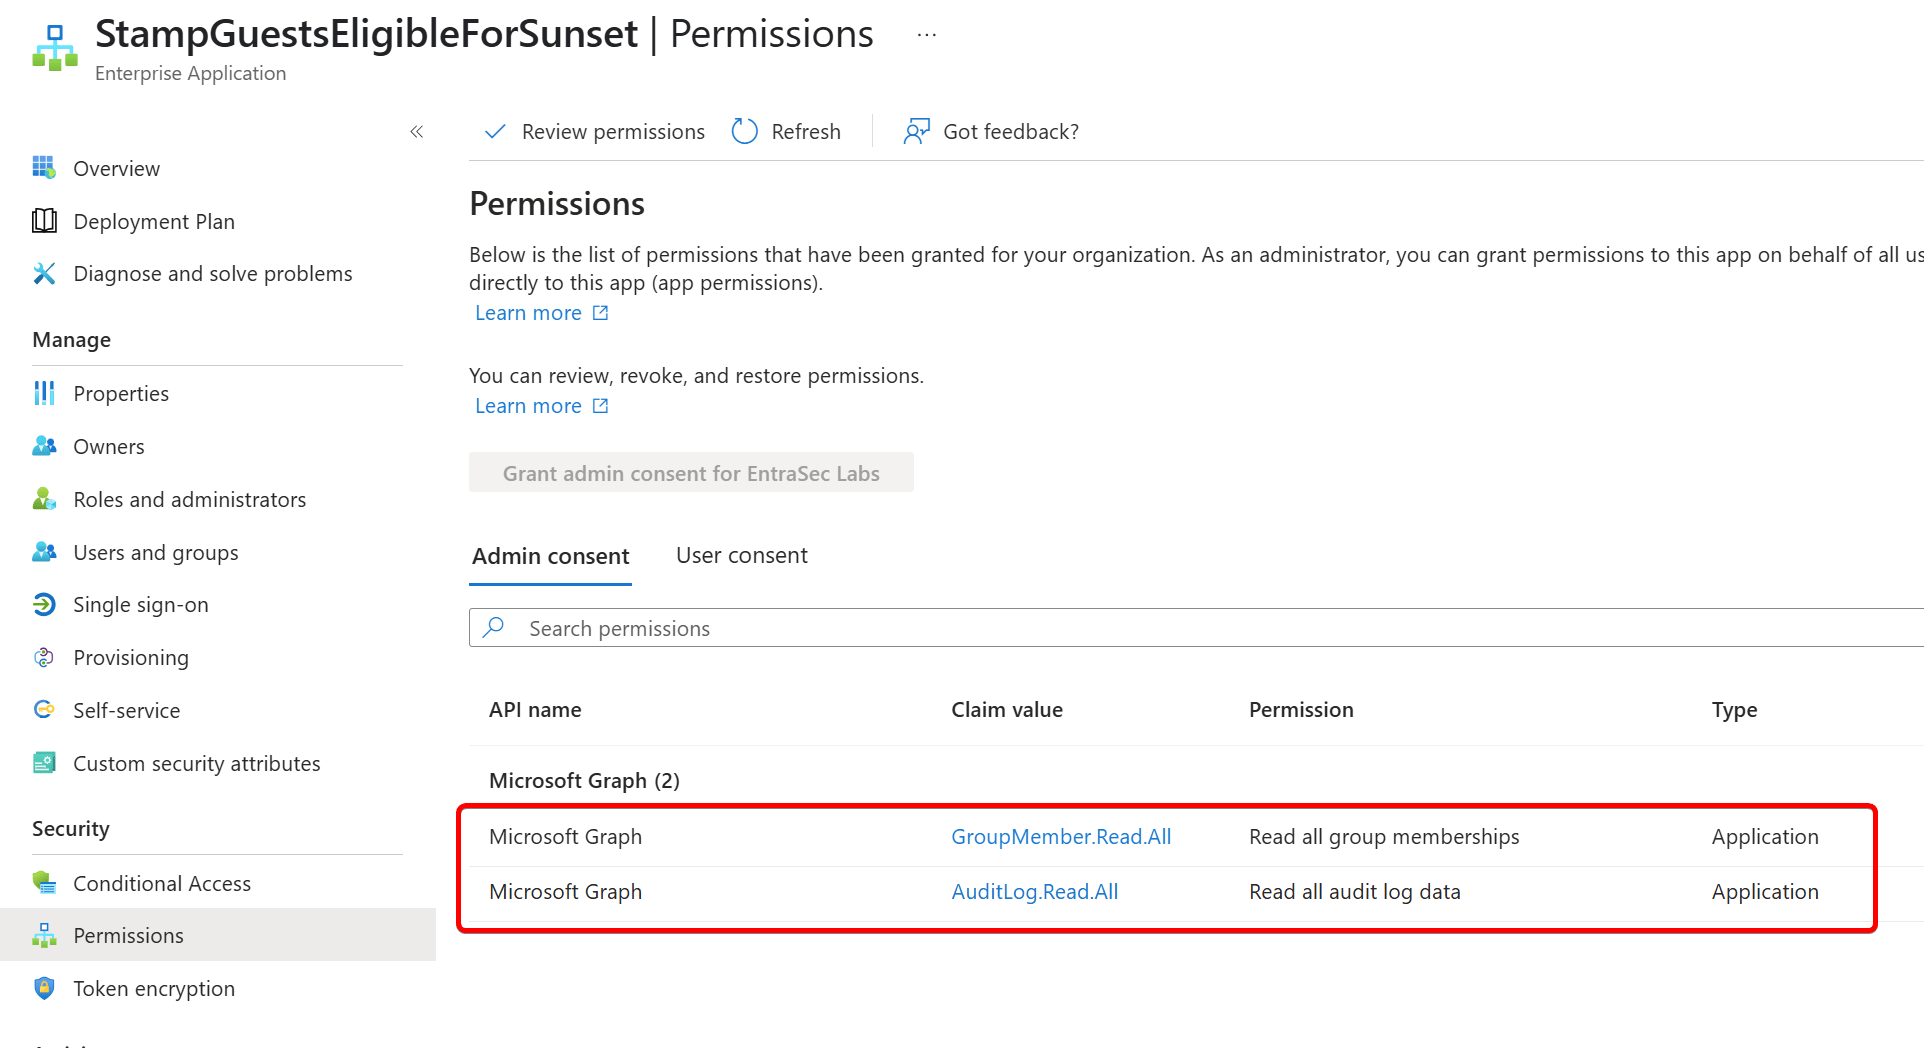 StampGuestsEligibleForSunset | Permissions ...
Enterprise Application
«
Overview
Deployment Plan
Diagnose and solve problems
Manage
Properties
Owners
Roles and administrators
Users and groups
Single sign-on
Provisioning
Self-service
Custom security attributes
Security
Conditional Access
Permissions
Token encryption
Review permissions Refresh Got feedback?
Permissions
Below is the list of permissions that have been granted for your organization. As an administrator, you can grant permissions to this app on behalf of all us
directly to this app (app permissions).
Learn more
You can review, revoke, and restore permissions.
Learn more
Grant admin consent for EntraSec Labs
Admin consent User consent
Search permissions
API name Claim value Permission Type
Microsoft Graph (2)
Microsoft Graph GroupMember.Read.All Read all group memberships Application
Microsoft Graph AuditLog.Read.All Read all audit log data Application